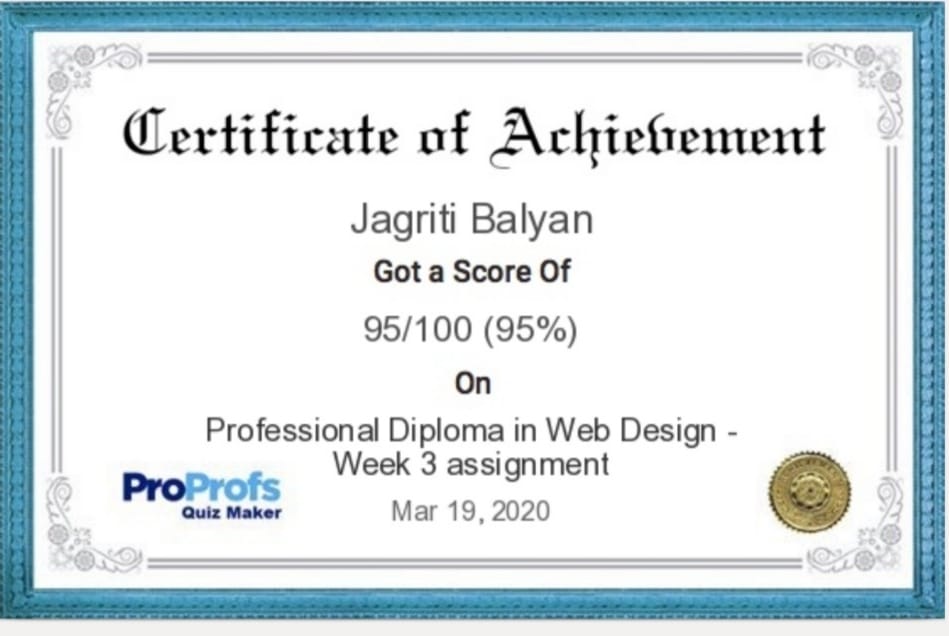 Certificate of Achievement
Jagriti Balyan
Got a Score Of
95/100 (95%)
On
Professional Diploma in Web Design -
Week 3 assignment
ProProfs
Quiz Maker
Mar 19, 2020